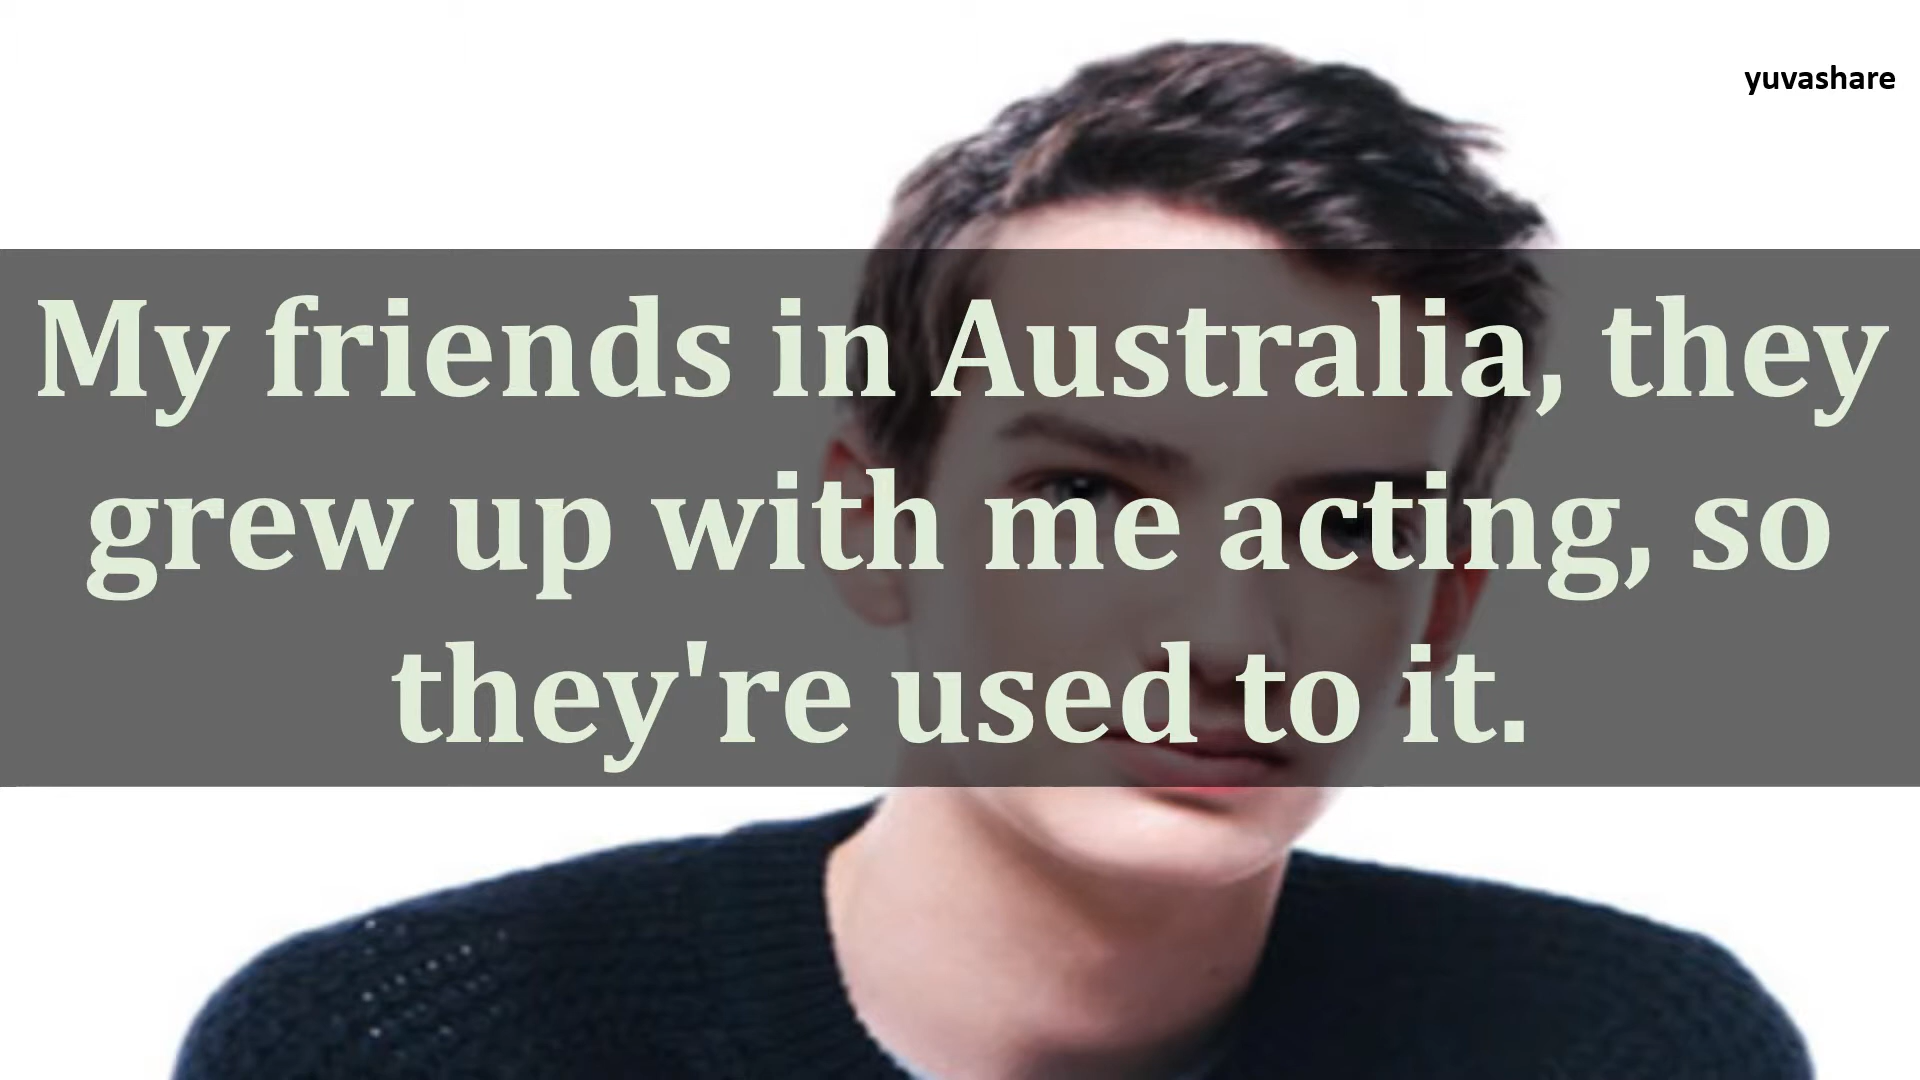 yuvashare
My friends in Australia, they
grew up with me acting, so
they're used to it.